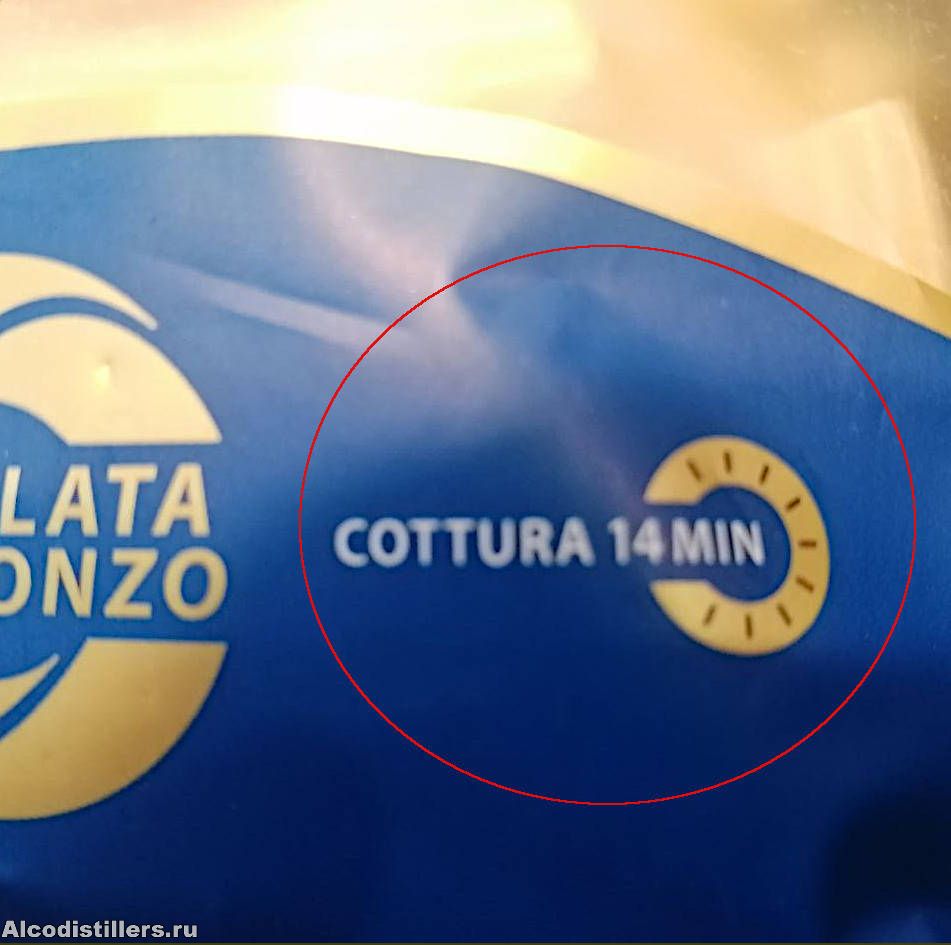 LATA
ONZO
COTTURA 14 MIN
Alcodistillers.ru